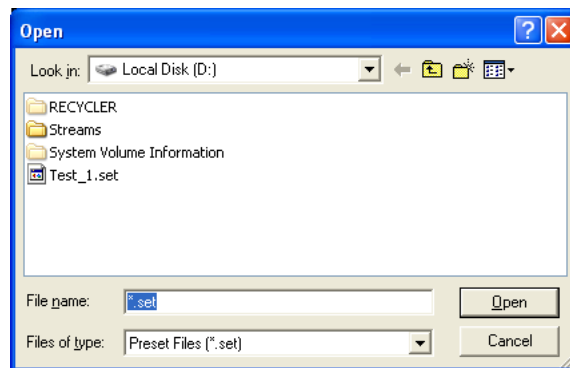 Open
Look in: Local Disk (D:)
RECYCLER
Streams
System Volume Information
Test_1.set
File name: *.set Open
Files of type: Preset Files (*.set) Cancel